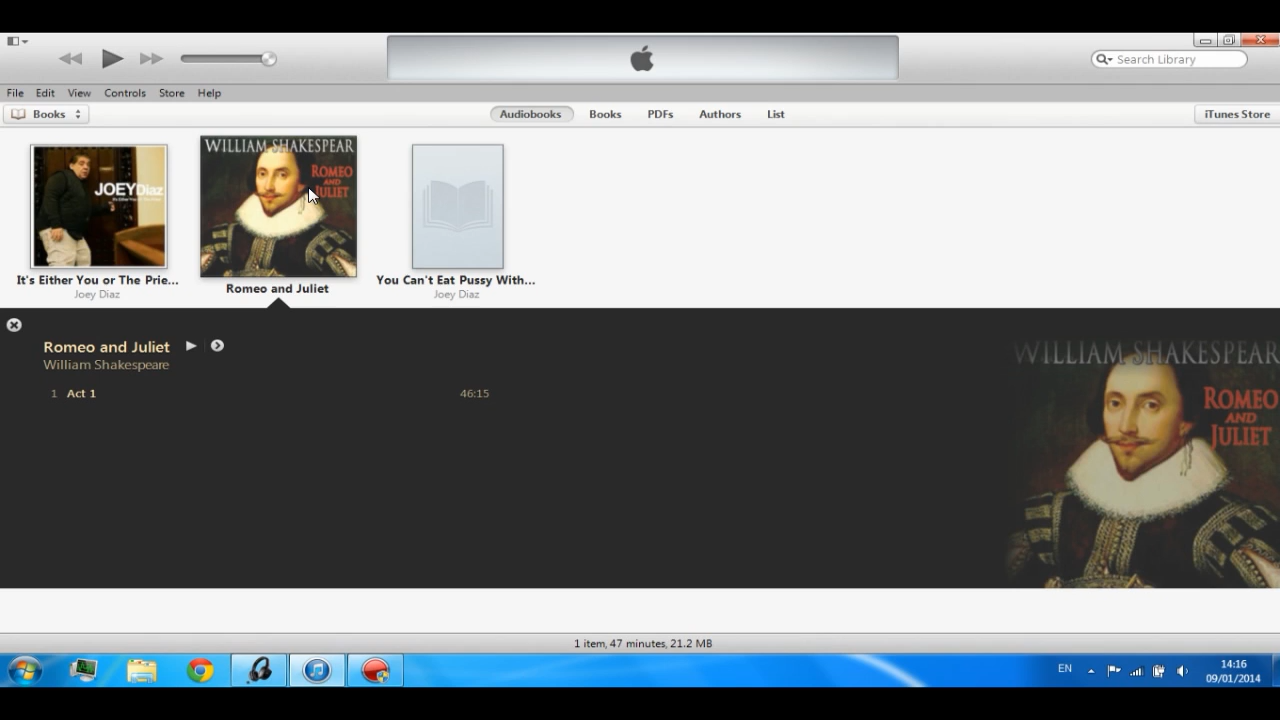 Search Library
File Edit View Controls Store Help
Books Audiobooks Books PDFs Authors List iTunes Store
JOEYDiaz
WILLIAM SHAKESPEAR
ROMEO
AND
JULIET
It's Either You or The Prie...
Joey Diaz
Romeo and Juliet
You Can't Eat Pussy With...
Joey Diaz
Romeo and Juliet
William Shakespeare
1 Act 1 46:15
WILLIAM SHAKESPEAR
ROMEO
AND
JULIET
1 item, 47 minutes, 21.2 MB
EN
14:16
09/01/2014